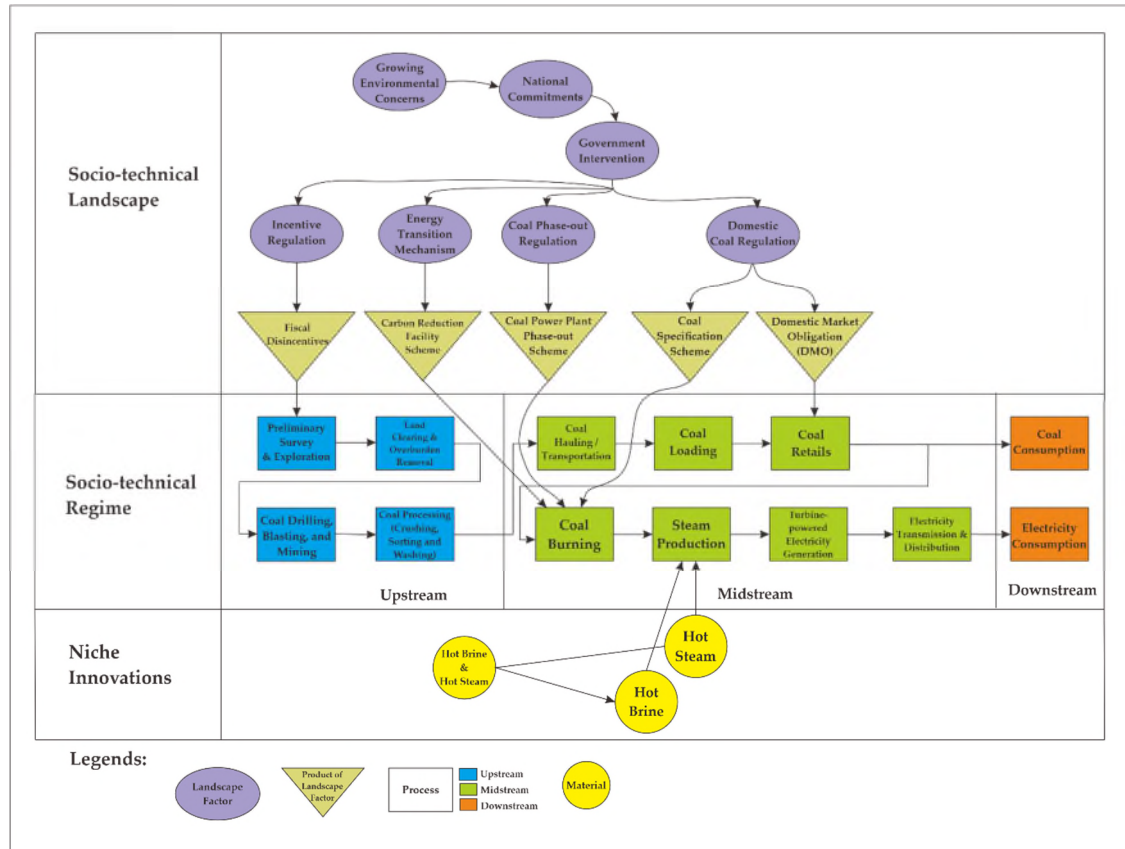 Growing
Environmental
Concerns
National
Commitments
Government
Intervention
Socio-technical
Landscape
Incentive
Regulation
Energy
Transition
Mechanism
Coal Phase-out
Regulation
Domestic
Coal Regulation
Fiscal
Disincentives
Carbon Reduction
Facility
Scheme
Coal Power Plant
Phase-out
Scheme
Coal
Specification
Scheme
Domestic Market
Obligation
(DMO)
Socio-technical
Regime
Preliminary
Survey
& Exploration
Land
Clearing &
Overburden
Removal
Coal
Hauling /
Transportation
Coal
Loading
Coal
Retails
Coal
Consumption
Coal Drilling,
Blasting, and
Mining
Coal Processing
(Crushing,
Sorting and
Washing)
Coal
Burning
Steam
Production
Turbine-
powered
Electricity
Generation
Electricity
Transmission &
Distribution
Electricity
Consumption
Upstream
Midstream
Downstream
Niche
Innovations
Hot Brine
&
Hot Steam
Hot
Steam
Hot
Brine
Legends:
Landscape
Factor
Product of
Landscape
Factor
Process
Upstream
Midstream
Downstream
Material